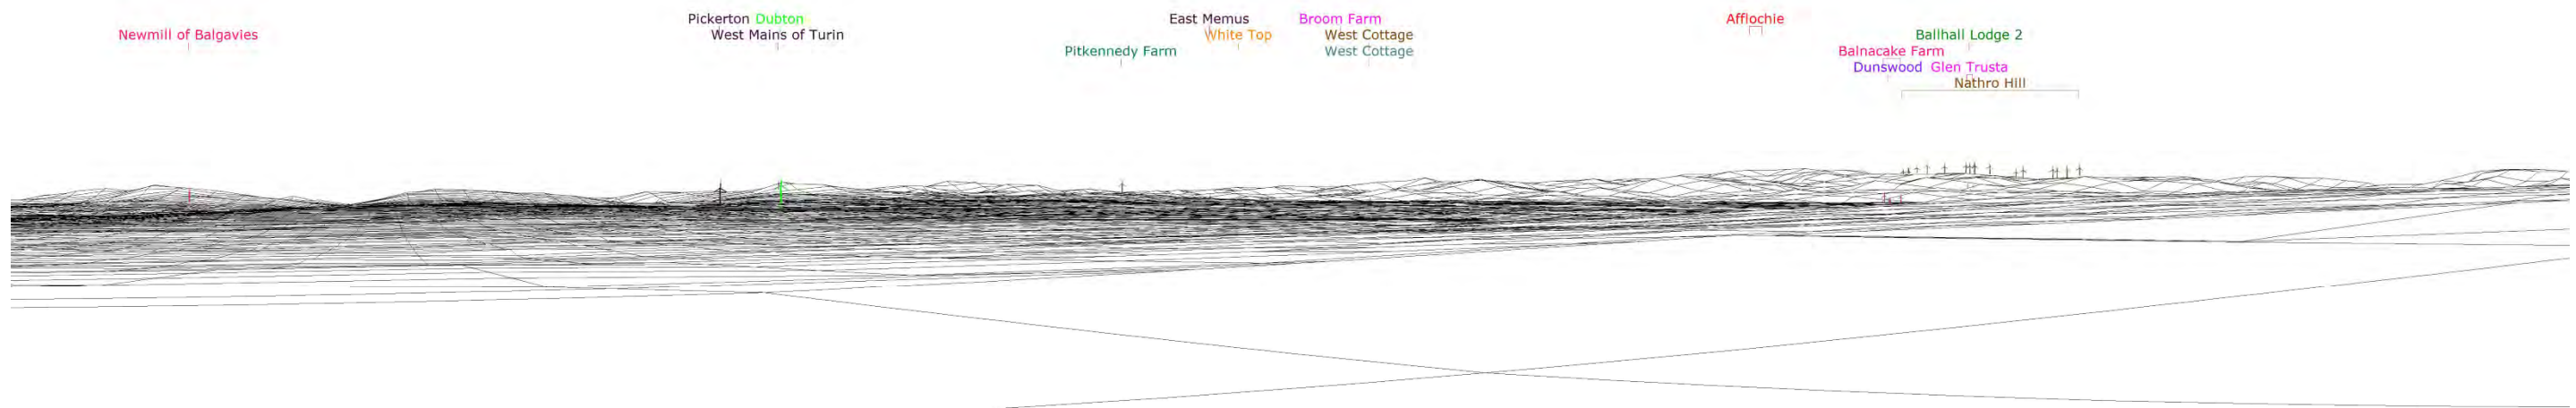 Pickerton Dubton East Memus Broom Farm Afflochie
Newmill of Balgavies West Mains of Turin White Top West Cottage Ballhall Lodge 2
Pitkennedy Farm West Cottage Balnacake Farm
Dunswood Glen Trusta
Nathro Hill